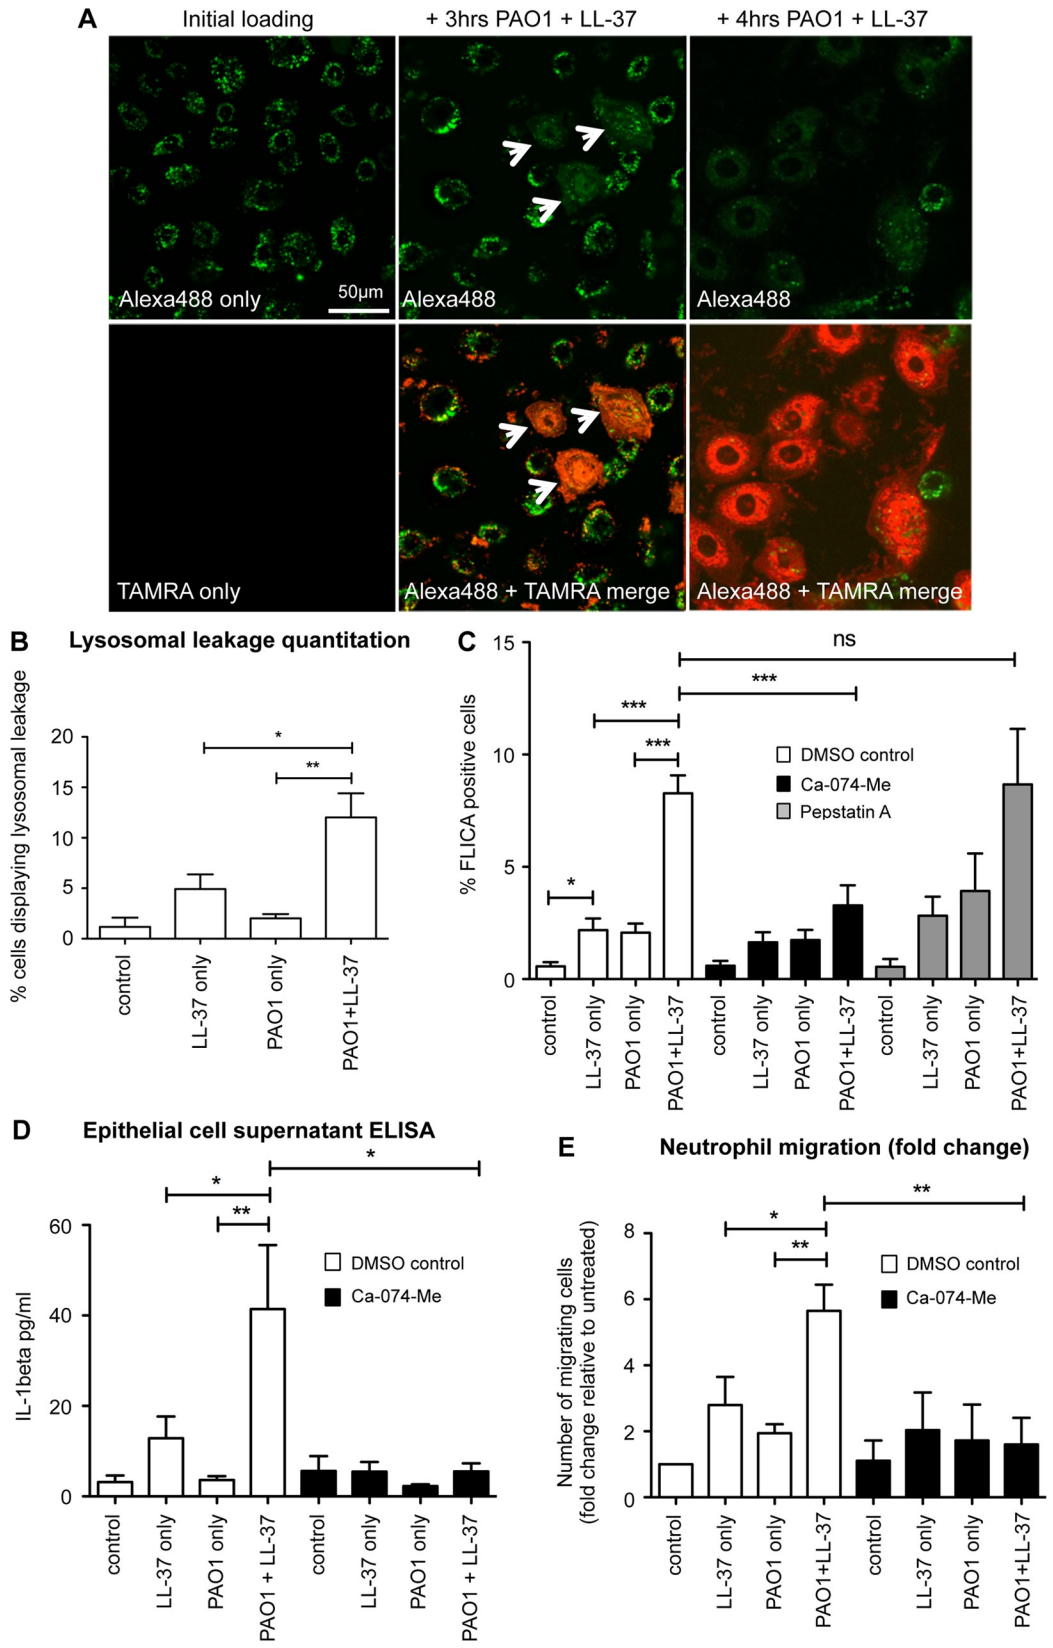 A
Initial loading
+ 3hrs PAO1 + LL-37
+ 4hrs PAO1 + LL-37
Alexa488 only
50µm
Alexa488
Alexa488
TAMRA only
Alexa488 + TAMRA merge
Alexa488 + TAMRA merge
B
Lysosomal leakage quantitation
% cells displaying lysosomal leakage
20
15
10
5
0
*
**
control
LL-37 only
PAO1 only
PAO1+LL-37
C
% FLICA positive cells
15
10
5
0
ns
***
***
***
*
DMSO control
Ca-074-Me
Pepstatin A
control
LL-37 only
PAO1 only
PAO1+LL-37
control
LL-37 only
PAO1 only
PAO1+LL-37
control
LL-37 only
PAO1 only
PAO1+LL-37
D
Epithelial cell supernatant ELISA
IL-1beta pg/ml
60
40
20
0
*
*
**
DMSO control
Ca-074-Me
control
LL-37 only
PAO1 only
PAO1 + LL-37
control
LL-37 only
PAO1 only
PAO1 + LL-37
E
Neutrophil migration (fold change)
Number of migrating cells
(fold change relative to untreated)
8
6
4
2
0
**
*
**
DMSO control
Ca-074-Me
control
LL-37 only
PAO1 only
PAO1+LL-37
control
LL-37 only
PAO1 only
PAO1+LL-37